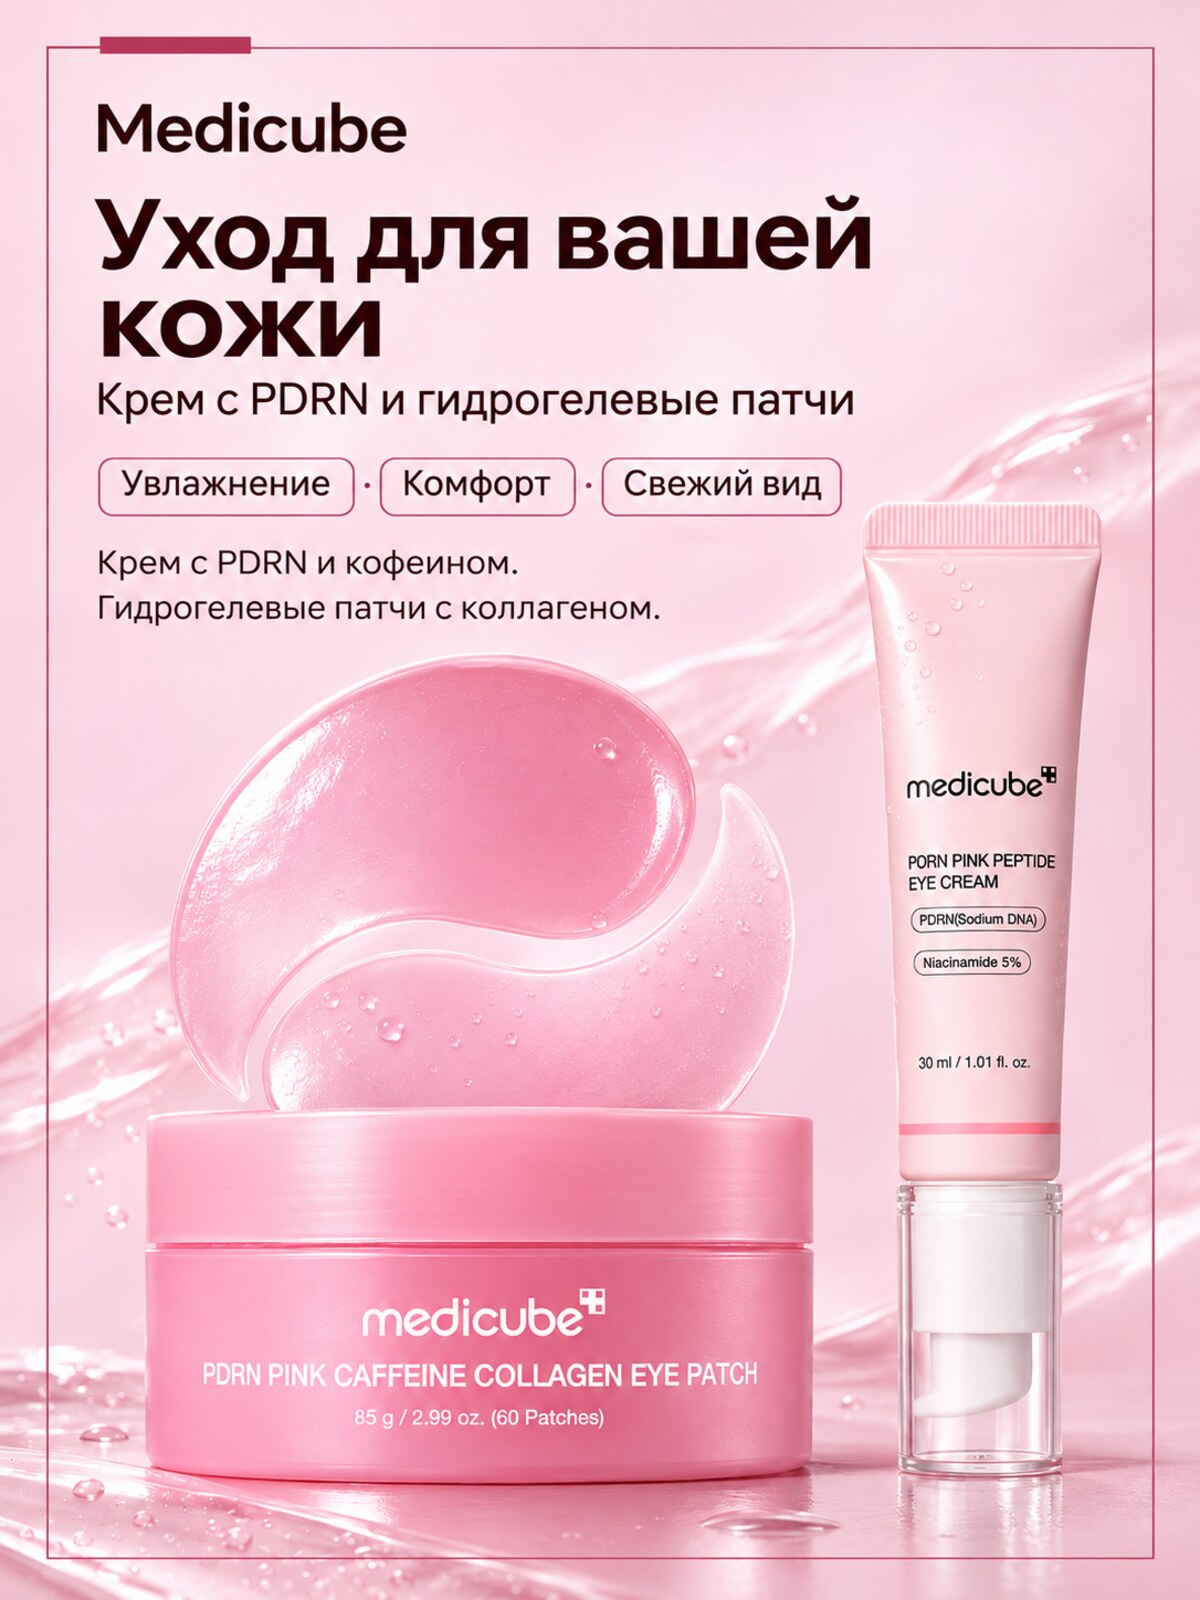 Medicube
Уход для вашей
кожи
Крем с PDRN и гидрогелевые патчи
Увлажнение · Комфорт · Свежий вид
Крем с PDRN и кофеином.
Гидрогелевые патчи с коллагеном.
medicube
PORN PINK PEPTIDE
EYE CREAM
PDRN(Sodium DNA)
Niacinamide 5%
30 ml / 1.01 fl. oz.
medicube
PDRN PINK CAFFEINE COLLAGEN EYE PATCH
85 g / 2.99 oz. (60 Patches)